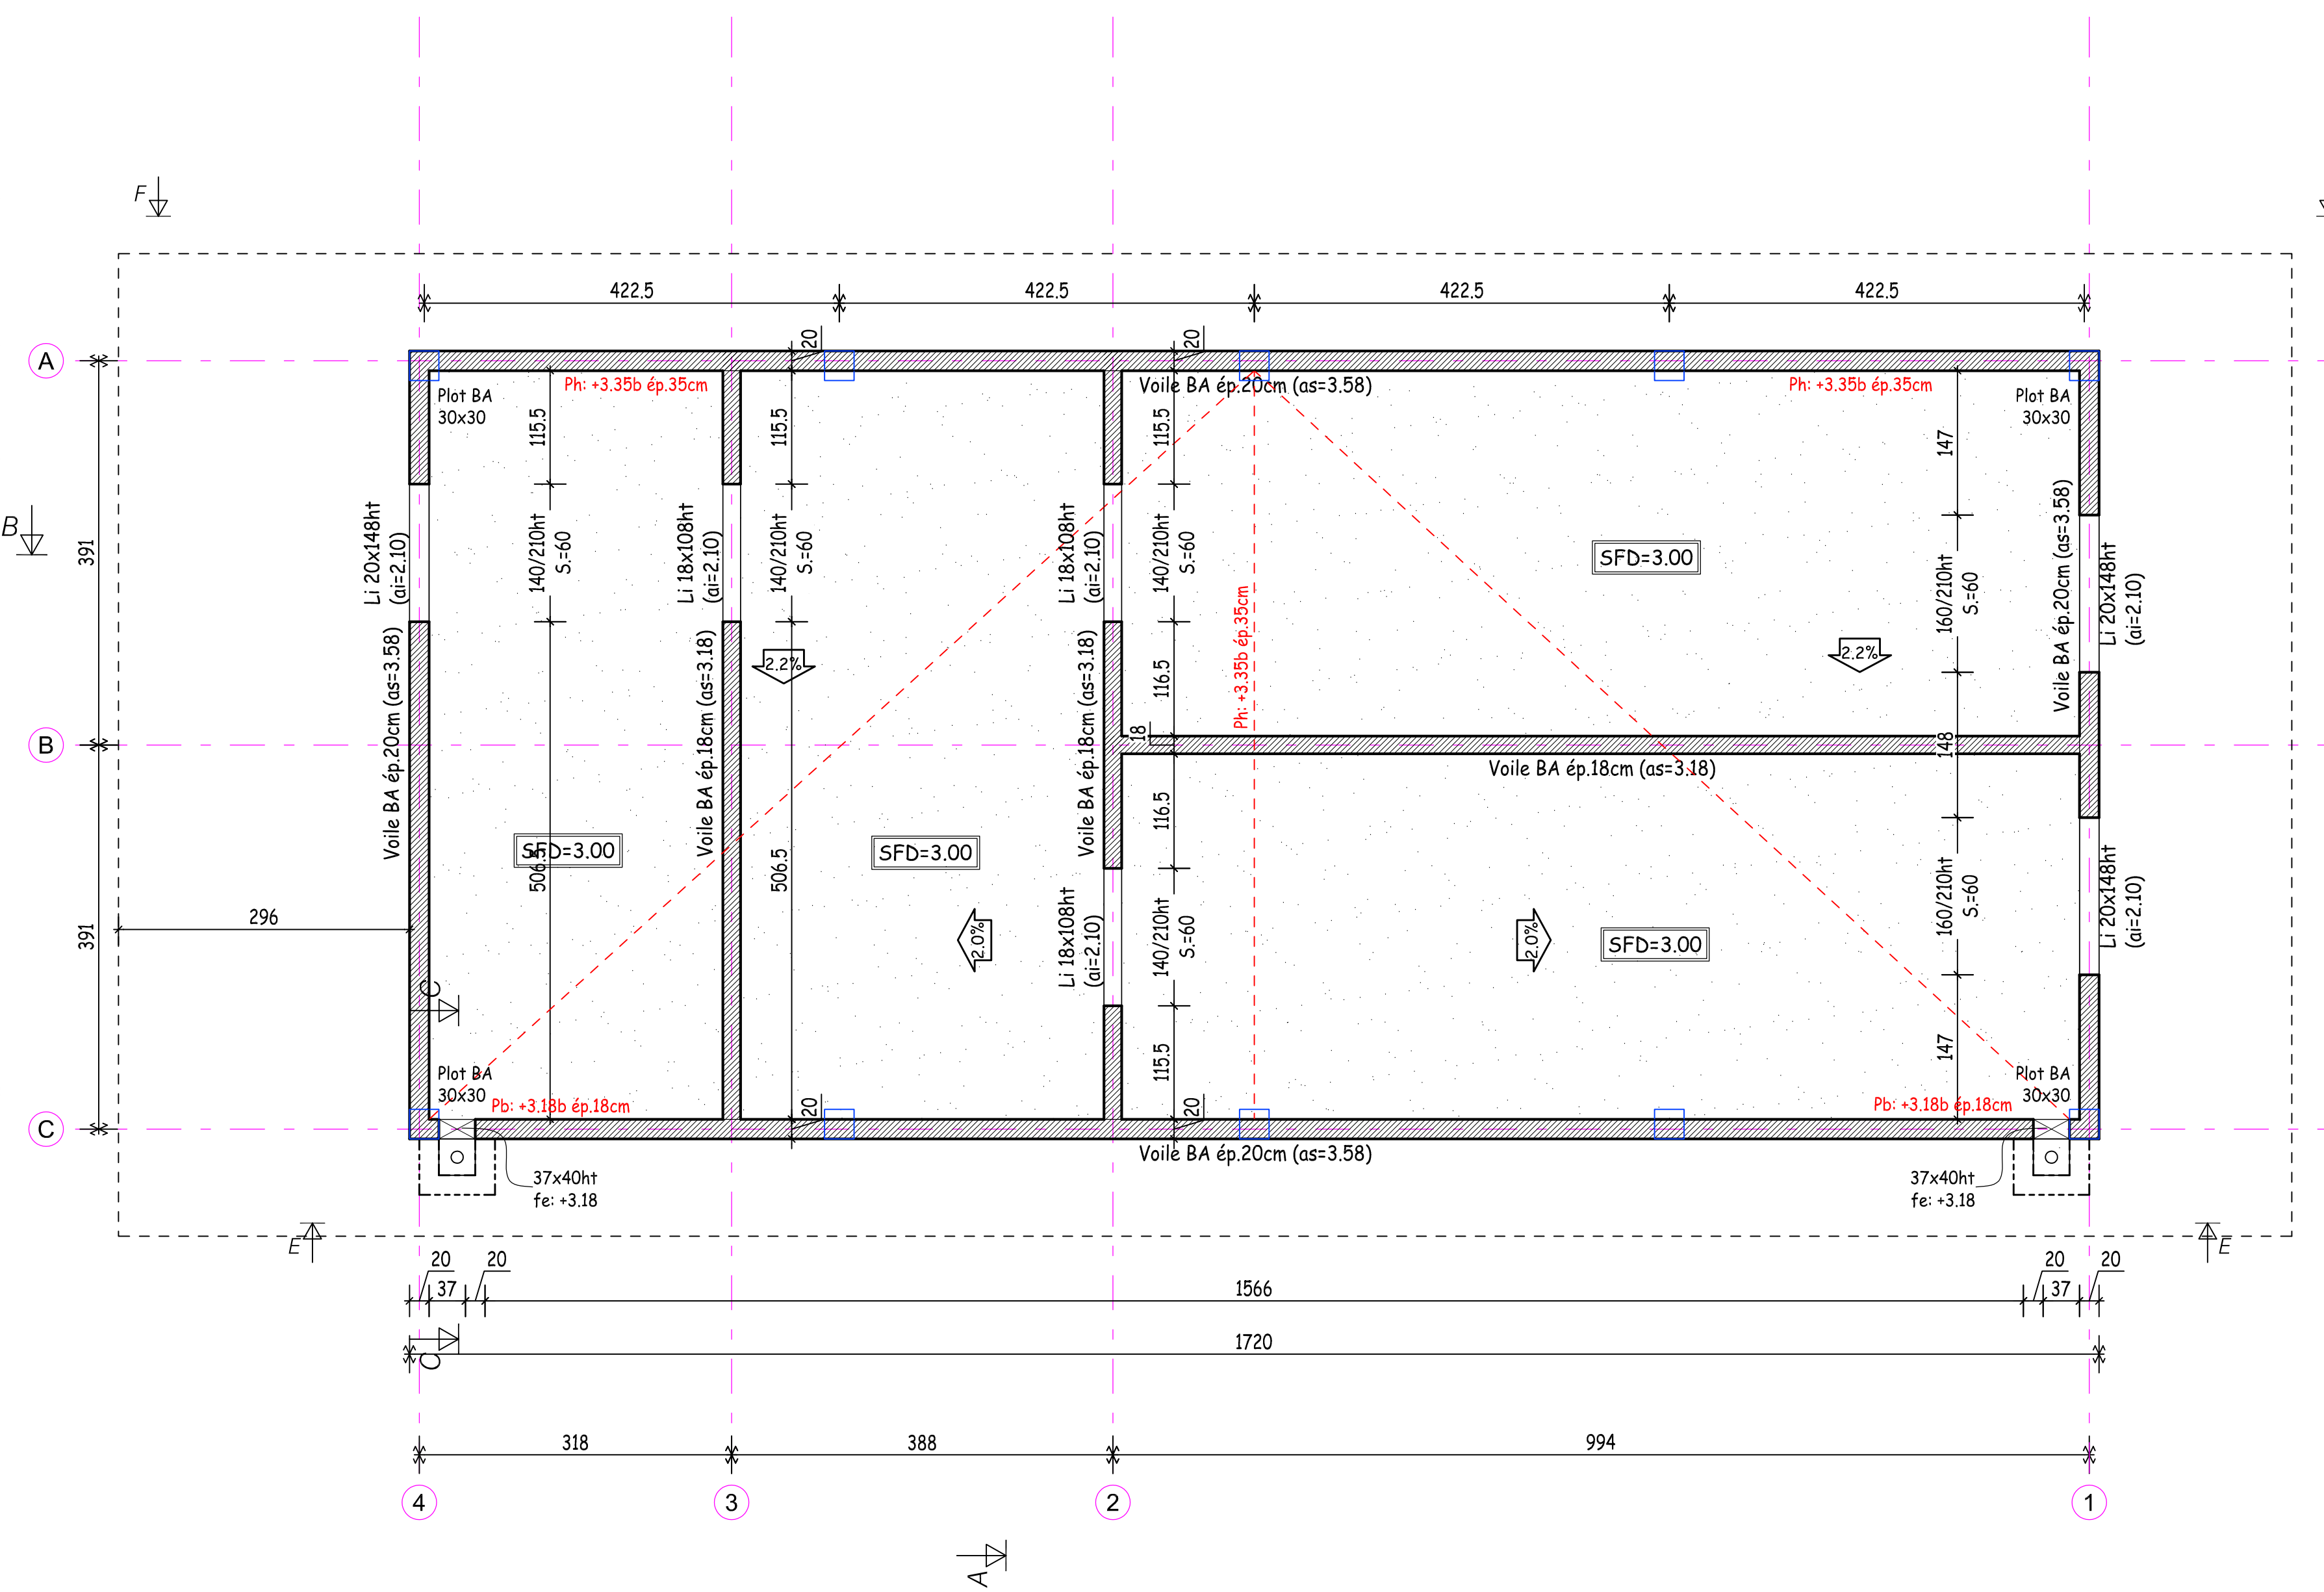 F
422.5
422.5
422.5
422.5
A
20
20
Ph: +3.35b ép.35cm
Voile BA ép.20cm (as=3.58)
Ph: +3.35b ép.35cm
Plot BA
30x30
Plot BA
30x30
115.5
115.5
115.5
147
B
391
Li 20x148ht
(ai=2.10)
140/210ht
S.=60
Li 18x108ht
(ai=2.10)
140/210ht
S.=60
Li 18x108ht
(ai=2.10)
140/210ht
S.=60
SFD=3.00
160/210ht
S.=60
Voile BA ép.20cm (as=3.58)
Li 20x148ht
(ai=2.10)
Ph: +3.35b ép.35cm
2.2%
2.2%
116.5
Voile BA ép.20cm (as=3.58)
Voile BA ép.18cm (as=3.18)
Voile BA ép.18cm (as=3.18)
B
18
148
Voile BA ép.18cm (as=3.18)
116.5
SFD=3.00
506.5
506.5
SFD=3.00
296
391
2.0%
Li 18x108ht
(ai=2.10)
140/210ht
S.=60
2.0%
SFD=3.00
160/210ht
S.=60
Li 20x148ht
(ai=2.10)
C
115.5
147
Plot BA
30x30
Plot BA
30x30
Pb: +3.18b ép.18cm
20
20
Pb: +3.18b ép.18cm
C
Voile BA ép.20cm (as=3.58)
37x40ht
fe: +3.18
37x40ht
fe: +3.18
E
E
20
37
20
1566
20
37
20
1720
C
318
388
994
4
3
2
1
A